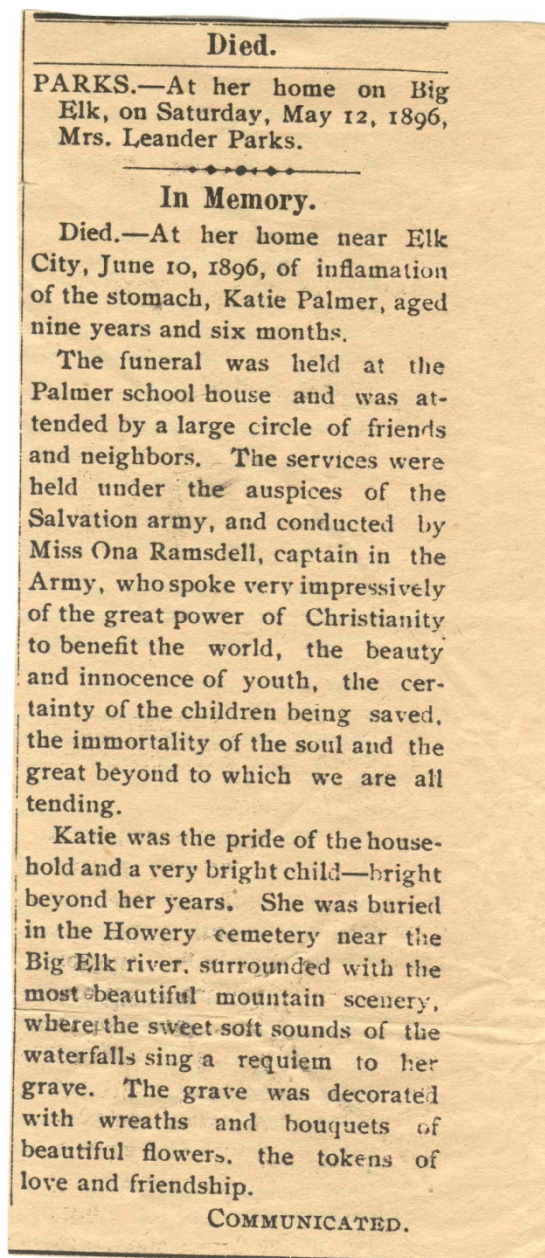 Died.
PARKS.—At her home on Big
Elk, on Saturday, May 12, 1896,
Mrs. Leander Parks.
In Memory.
Died.—At her home near Elk
City, June 10, 1896, of inflamation
of the stomach, Katie Palmer, aged
nine years and six months.
The funeral was held at the
Palmer school house and was at-
tended by a large circle of friends
and neighbors. The services were
held under the auspices of the
Salvation army, and conducted by
Miss Ona Ramsdell, captain in the
Army, who spoke very impressively
of the great power of Christianity
to benefit the world, the beauty
and innocence of youth, the cer-
tainty of the children being saved,
the immortality of the soul and the
great beyond to which we are all
tending.
Katie was the pride of the house-
hold and a very bright child—bright
beyond her years. She was buried
in the Howery cemetery near the
Big Elk river, surrounded with the
most beautiful mountain scenery,
where the sweet soft sounds of the
waterfalls sing a requiem to her
grave. The grave was decorated
with wreaths and bouquets of
beautiful flowers, the tokens of
love and friendship.
COMMUNICATED.